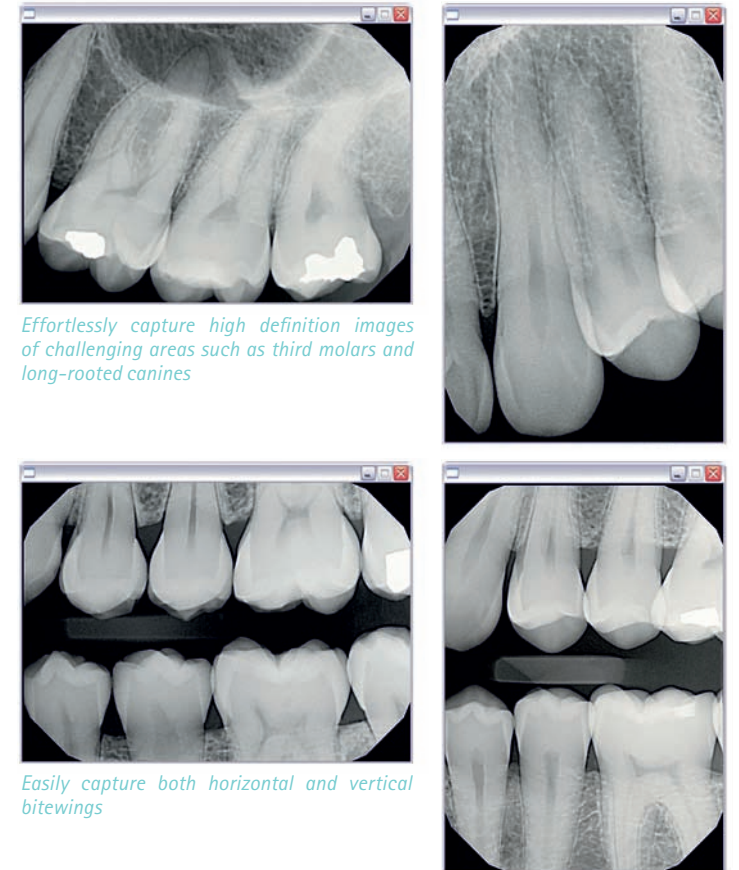 Effortlessly capture high definition images
of challenging areas such as third molars and
long-rooted canines
Easily capture both horizontal and vertical
bitewings